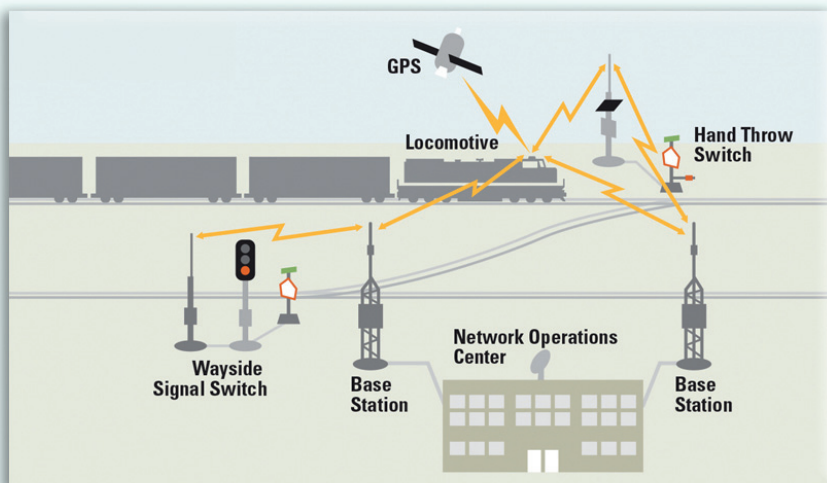 GPS
Locomotive
Hand Throw
Switch
Wayside
Signal Switch
Base
Station
Network Operations
Center
Base
Station